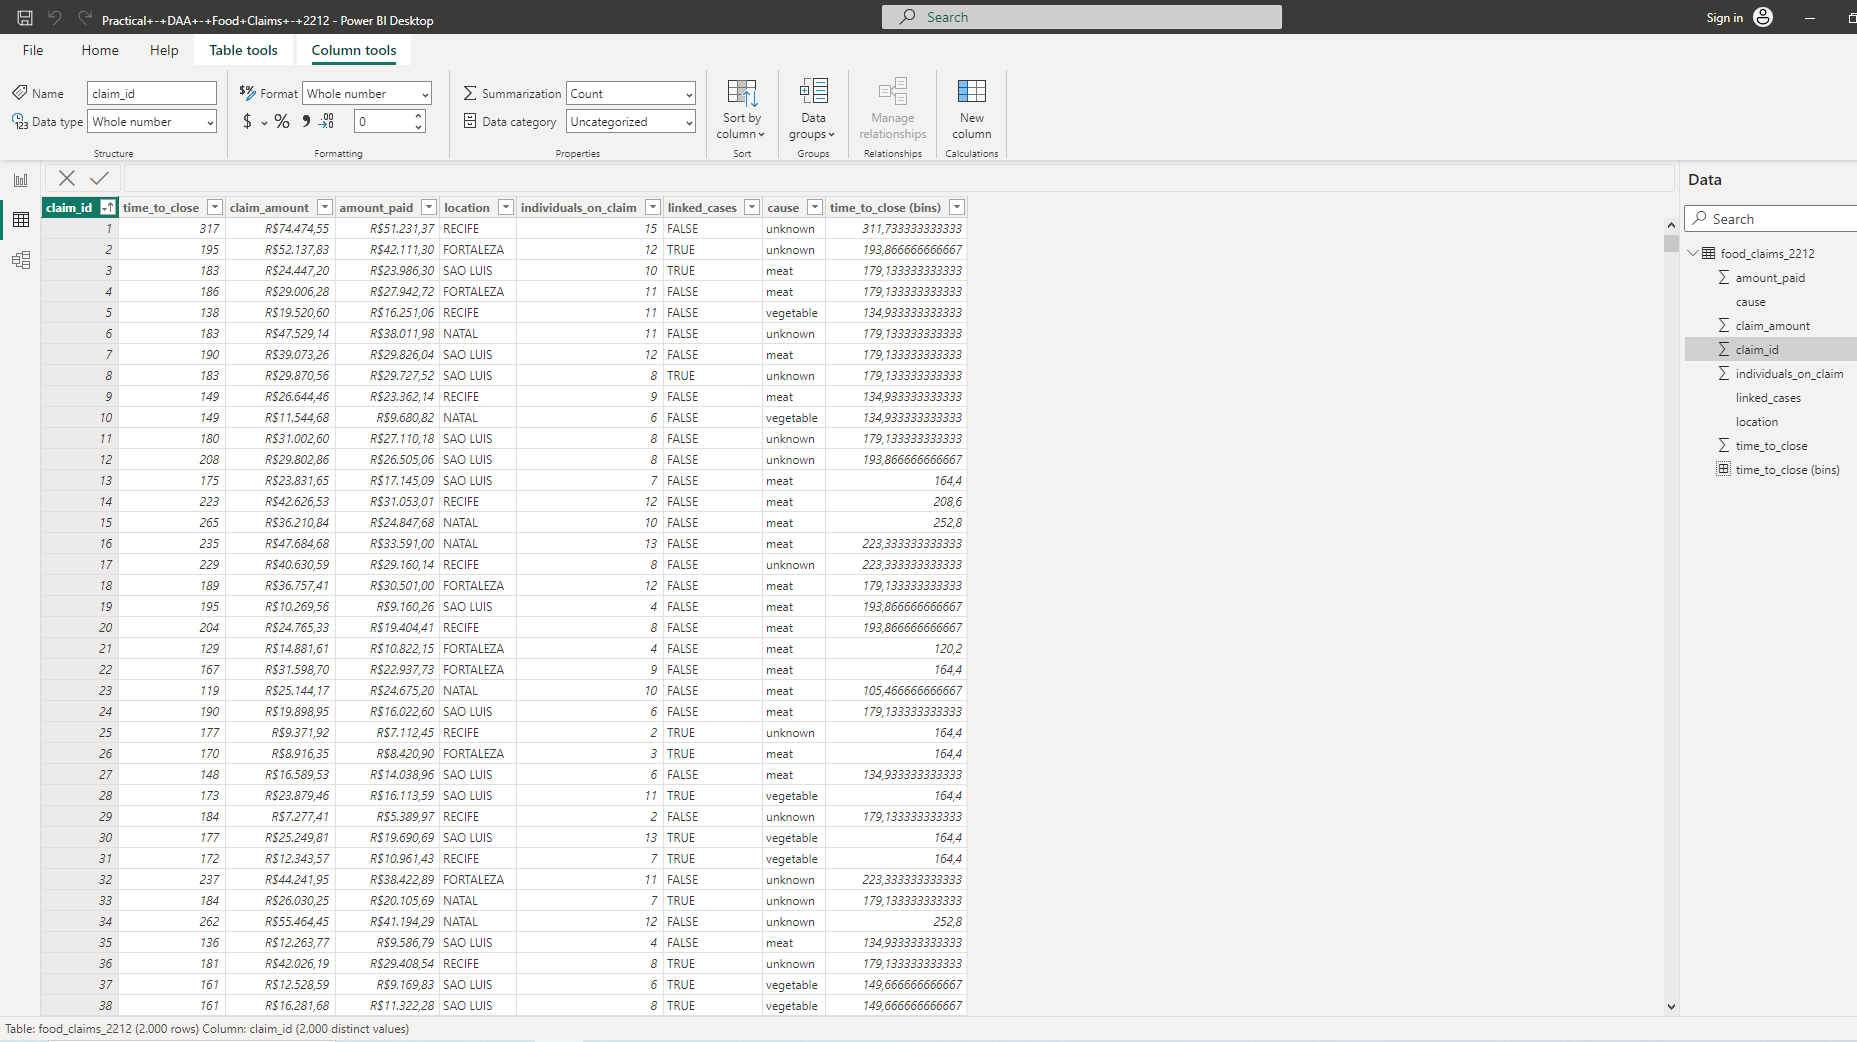 Practical+-+DAA+-+Food+Claims+-+2212 - Power BI Desktop
Search
Sign in
File Home Help Table tools Column tools
Name claim_id
Data type Whole number
Structure
Format Whole number
$ % 0
Formatting
Summarization Count
Data category Uncategorized
Properties
Sort by column
Sort
Data groups
Groups
Manage relationships
Relationships
New column
Calculations
claim_id time_to_close claim_amount amount_paid location individuals_on_claim linked_cases cause time_to_close (bins)
1 317 R$74.474,55 R$51.231,37 RECIFE 15 FALSE unknown 311,733333333333
2 195 R$52.137,83 R$42.111,30 FORTALEZA 12 TRUE unknown 193,866666666667
3 183 R$24.447,20 R$23.986,30 SAO LUIS 10 TRUE meat 179,133333333333
4 186 R$29.006,28 R$27.942,72 FORTALEZA 11 FALSE meat 179,133333333333
5 138 R$19.520,60 R$16.251,06 RECIFE 11 FALSE vegetable 134,933333333333
6 183 R$47.529,14 R$38.011,98 NATAL 11 FALSE unknown 179,133333333333
7 190 R$39.073,26 R$29.826,04 SAO LUIS 12 FALSE meat 179,133333333333
8 183 R$29.870,56 R$29.727,52 SAO LUIS 8 TRUE unknown 179,133333333333
9 149 R$26.644,46 R$23.362,14 RECIFE 9 FALSE meat 134,933333333333
10 149 R$11.544,68 R$9.680,82 NATAL 6 FALSE vegetable 134,933333333333
11 180 R$31.002,60 R$27.110,18 SAO LUIS 8 FALSE unknown 179,133333333333
12 208 R$29.802,86 R$26.505,06 SAO LUIS 8 FALSE unknown 193,866666666667
13 175 R$23.831,65 R$17.145,09 SAO LUIS 7 FALSE meat 164,4
14 223 R$42.626,53 R$31.053,01 RECIFE 12 FALSE meat 208,6
15 265 R$36.210,84 R$24.847,68 NATAL 10 FALSE meat 252,8
16 235 R$47.684,68 R$33.591,00 NATAL 13 FALSE meat 223,333333333333
17 229 R$40.630,59 R$29.160,14 RECIFE 8 FALSE unknown 223,333333333333
18 189 R$36.757,41 R$30.501,00 FORTALEZA 12 FALSE meat 179,133333333333
19 195 R$10.269,56 R$9.160,26 SAO LUIS 4 FALSE meat 193,866666666667
20 204 R$24.765,33 R$19.404,41 RECIFE 8 FALSE meat 193,866666666667
21 129 R$14.881,61 R$10.822,15 FORTALEZA 4 FALSE meat 120,2
22 167 R$31.598,70 R$22.937,73 FORTALEZA 9 FALSE meat 164,4
23 119 R$25.144,17 R$24.675,20 NATAL 10 FALSE meat 105,466666666667
24 190 R$19.898,95 R$16.022,60 SAO LUIS 6 FALSE meat 179,133333333333
25 177 R$9.371,92 R$7.112,45 RECIFE 2 TRUE unknown 164,4
26 170 R$8.916,35 R$8.420,90 FORTALEZA 3 TRUE meat 164,4
27 148 R$16.589,53 R$14.038,96 SAO LUIS 6 FALSE meat 134,933333333333
28 173 R$23.879,46 R$16.113,59 SAO LUIS 11 TRUE vegetable 164,4
29 184 R$7.277,41 R$5.389,97 RECIFE 2 FALSE unknown 179,133333333333
30 177 R$25.249,81 R$19.690,69 SAO LUIS 13 TRUE vegetable 164,4
31 172 R$12.343,57 R$10.961,43 RECIFE 7 TRUE vegetable 164,4
32 237 R$44.241,95 R$38.422,89 FORTALEZA 11 FALSE unknown 223,333333333333
33 184 R$26.030,25 R$20.105,69 NATAL 7 TRUE unknown 179,133333333333
34 262 R$55.464,45 R$41.194,29 NATAL 12 FALSE unknown 252,8
35 136 R$12.263,77 R$9.586,79 SAO LUIS 4 FALSE meat 134,933333333333
36 181 R$42.026,19 R$29.408,54 RECIFE 8 TRUE unknown 179,133333333333
37 161 R$12.528,59 R$9.169,83 SAO LUIS 6 TRUE vegetable 149,666666666667
38 161 R$16.281,68 R$11.322,28 SAO LUIS 8 TRUE vegetable 149,666666666667
Data
Search
food_claims_2212
amount_paid
cause
claim_amount
claim_id
individuals_on_claim
linked_cases
location
time_to_close
time_to_close (bins)
Table: food_claims_2212 (2.000 rows) Column: claim_id (2.000 distinct values)